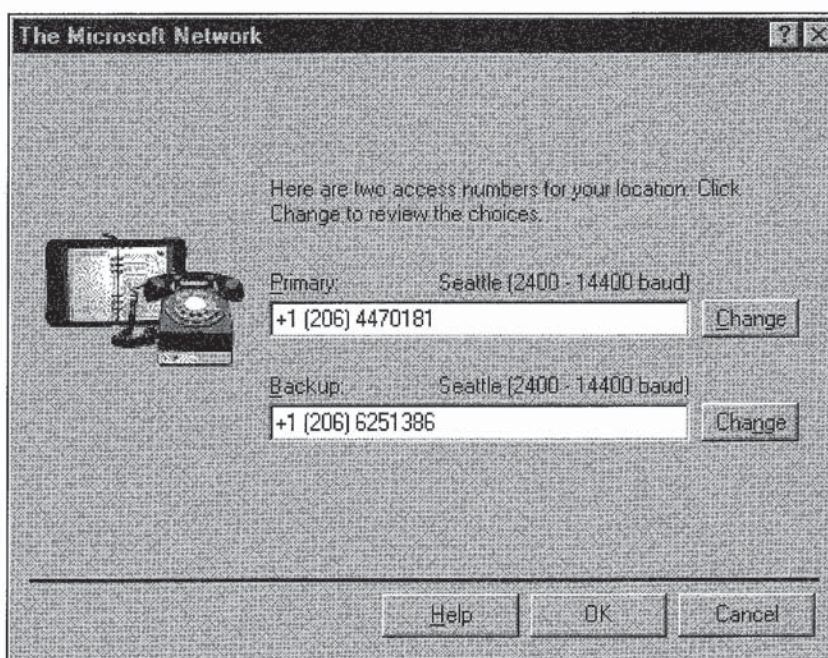 The Microsoft Network
Here are two access numbers for your location. Click
Change to review the choices.
Primary: Seattle (2400 - 14400 baud)
+1 (206) 4470181 Change
Backup: Seattle (2400 - 14400 baud)
+1 (206) 6251386 Change
Help OK Cancel